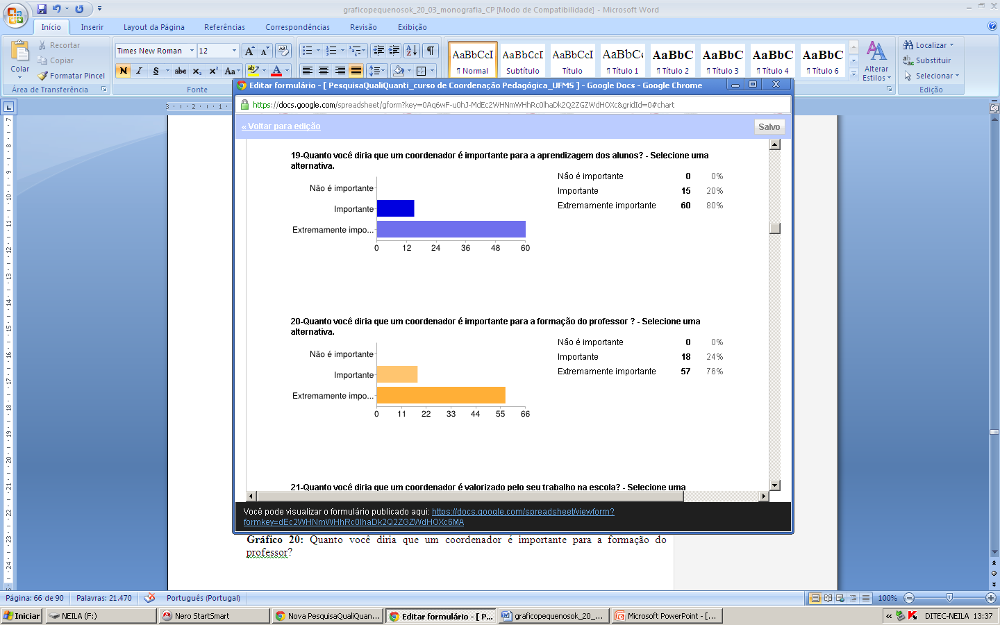 graficopequenosok_20_03_monografia_CP [Modo de Compatibilidade] - Microsoft Word
Início Inserir Layout da Página Referências Correspondências Revisão Exibição
Colar
Recortar
Copiar
Formatar Pincel
Área de Transferência
Times New Roman 12
N I S abc x₂ x² Aa
Fonte
AaBbCcI AaBbCcI AaBbCcI AaBbCc AaBbC AaBbC AaBbC AaBbC
¶ Normal Subtítulo Título ¶ Título 1 ¶ Título 2 ¶ Título 3 ¶ Título 4 ¶ Título 6
Alterar Estilos
Localizar
Substituir
Selecionar
Edição
Editar formulário - [ PesquisaQualiQuanti_curso de Coordenação Pedagógica_UFMS ] - Google Docs - Google Chrome
https://docs.google.com/spreadsheet/gform?key=0Aq6wF-u0hJ-MdEc2WHNmWHhRc0lhaDk2Q2ZGZWdHOXc&gridId=0#chart
« Voltar para edição
Salvo
19-Quanto você diria que um coordenador é importante para a aprendizagem dos alunos? - Selecione uma
alternativa.
Não é importante
Importante
Extremamente impo...
0 12 24 36 48 60
Não é importante 0 0%
Importante 15 20%
Extremamente importante 60 80%
20-Quanto você diria que um coordenador é importante para a formação do professor ? - Selecione uma
alternativa.
Não é importante
Importante
Extremamente impo...
0 11 22 33 44 55 66
Não é importante 0 0%
Importante 18 24%
Extremamente importante 57 76%
21-Quanto você diria que um coordenador é valorizado pelo seu trabalho na escola? - Selecione uma
Você pode visualizar o formulário publicado aqui: https://docs.google.com/spreadsheet/viewform?
formkey=dEc2WHNmWHhRc0lhaDk2Q2ZGZWdHOXc6MA
Gráfico 20: Quanto você diria que um coordenador é importante para a formação do
professor?
Página: 66 de 90 Palavras: 21.470 Português (Portugal) 100%
Iniciar NEILA (F:) Nero StartSmart Nova PesquisaQualiQuan... Editar formulário - [ P... graficopequenosok_20_... Microsoft PowerPoint - [... « DITEC-NEILA 13:37